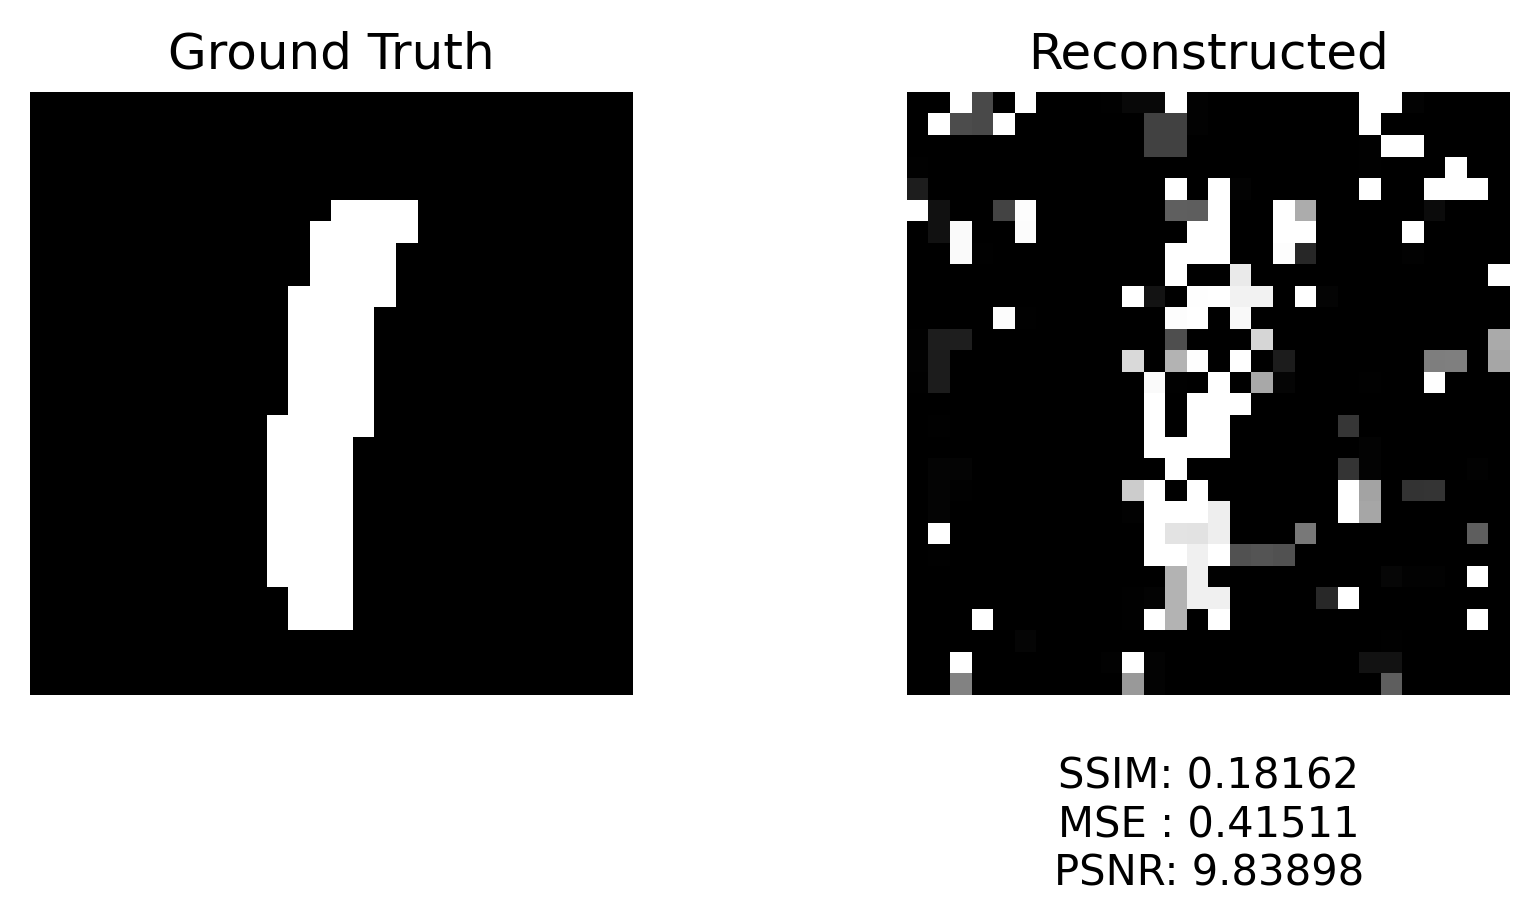 Ground Truth
Reconstructed
SSIM: 0.18162
MSE : 0.41511
PSNR: 9.83898